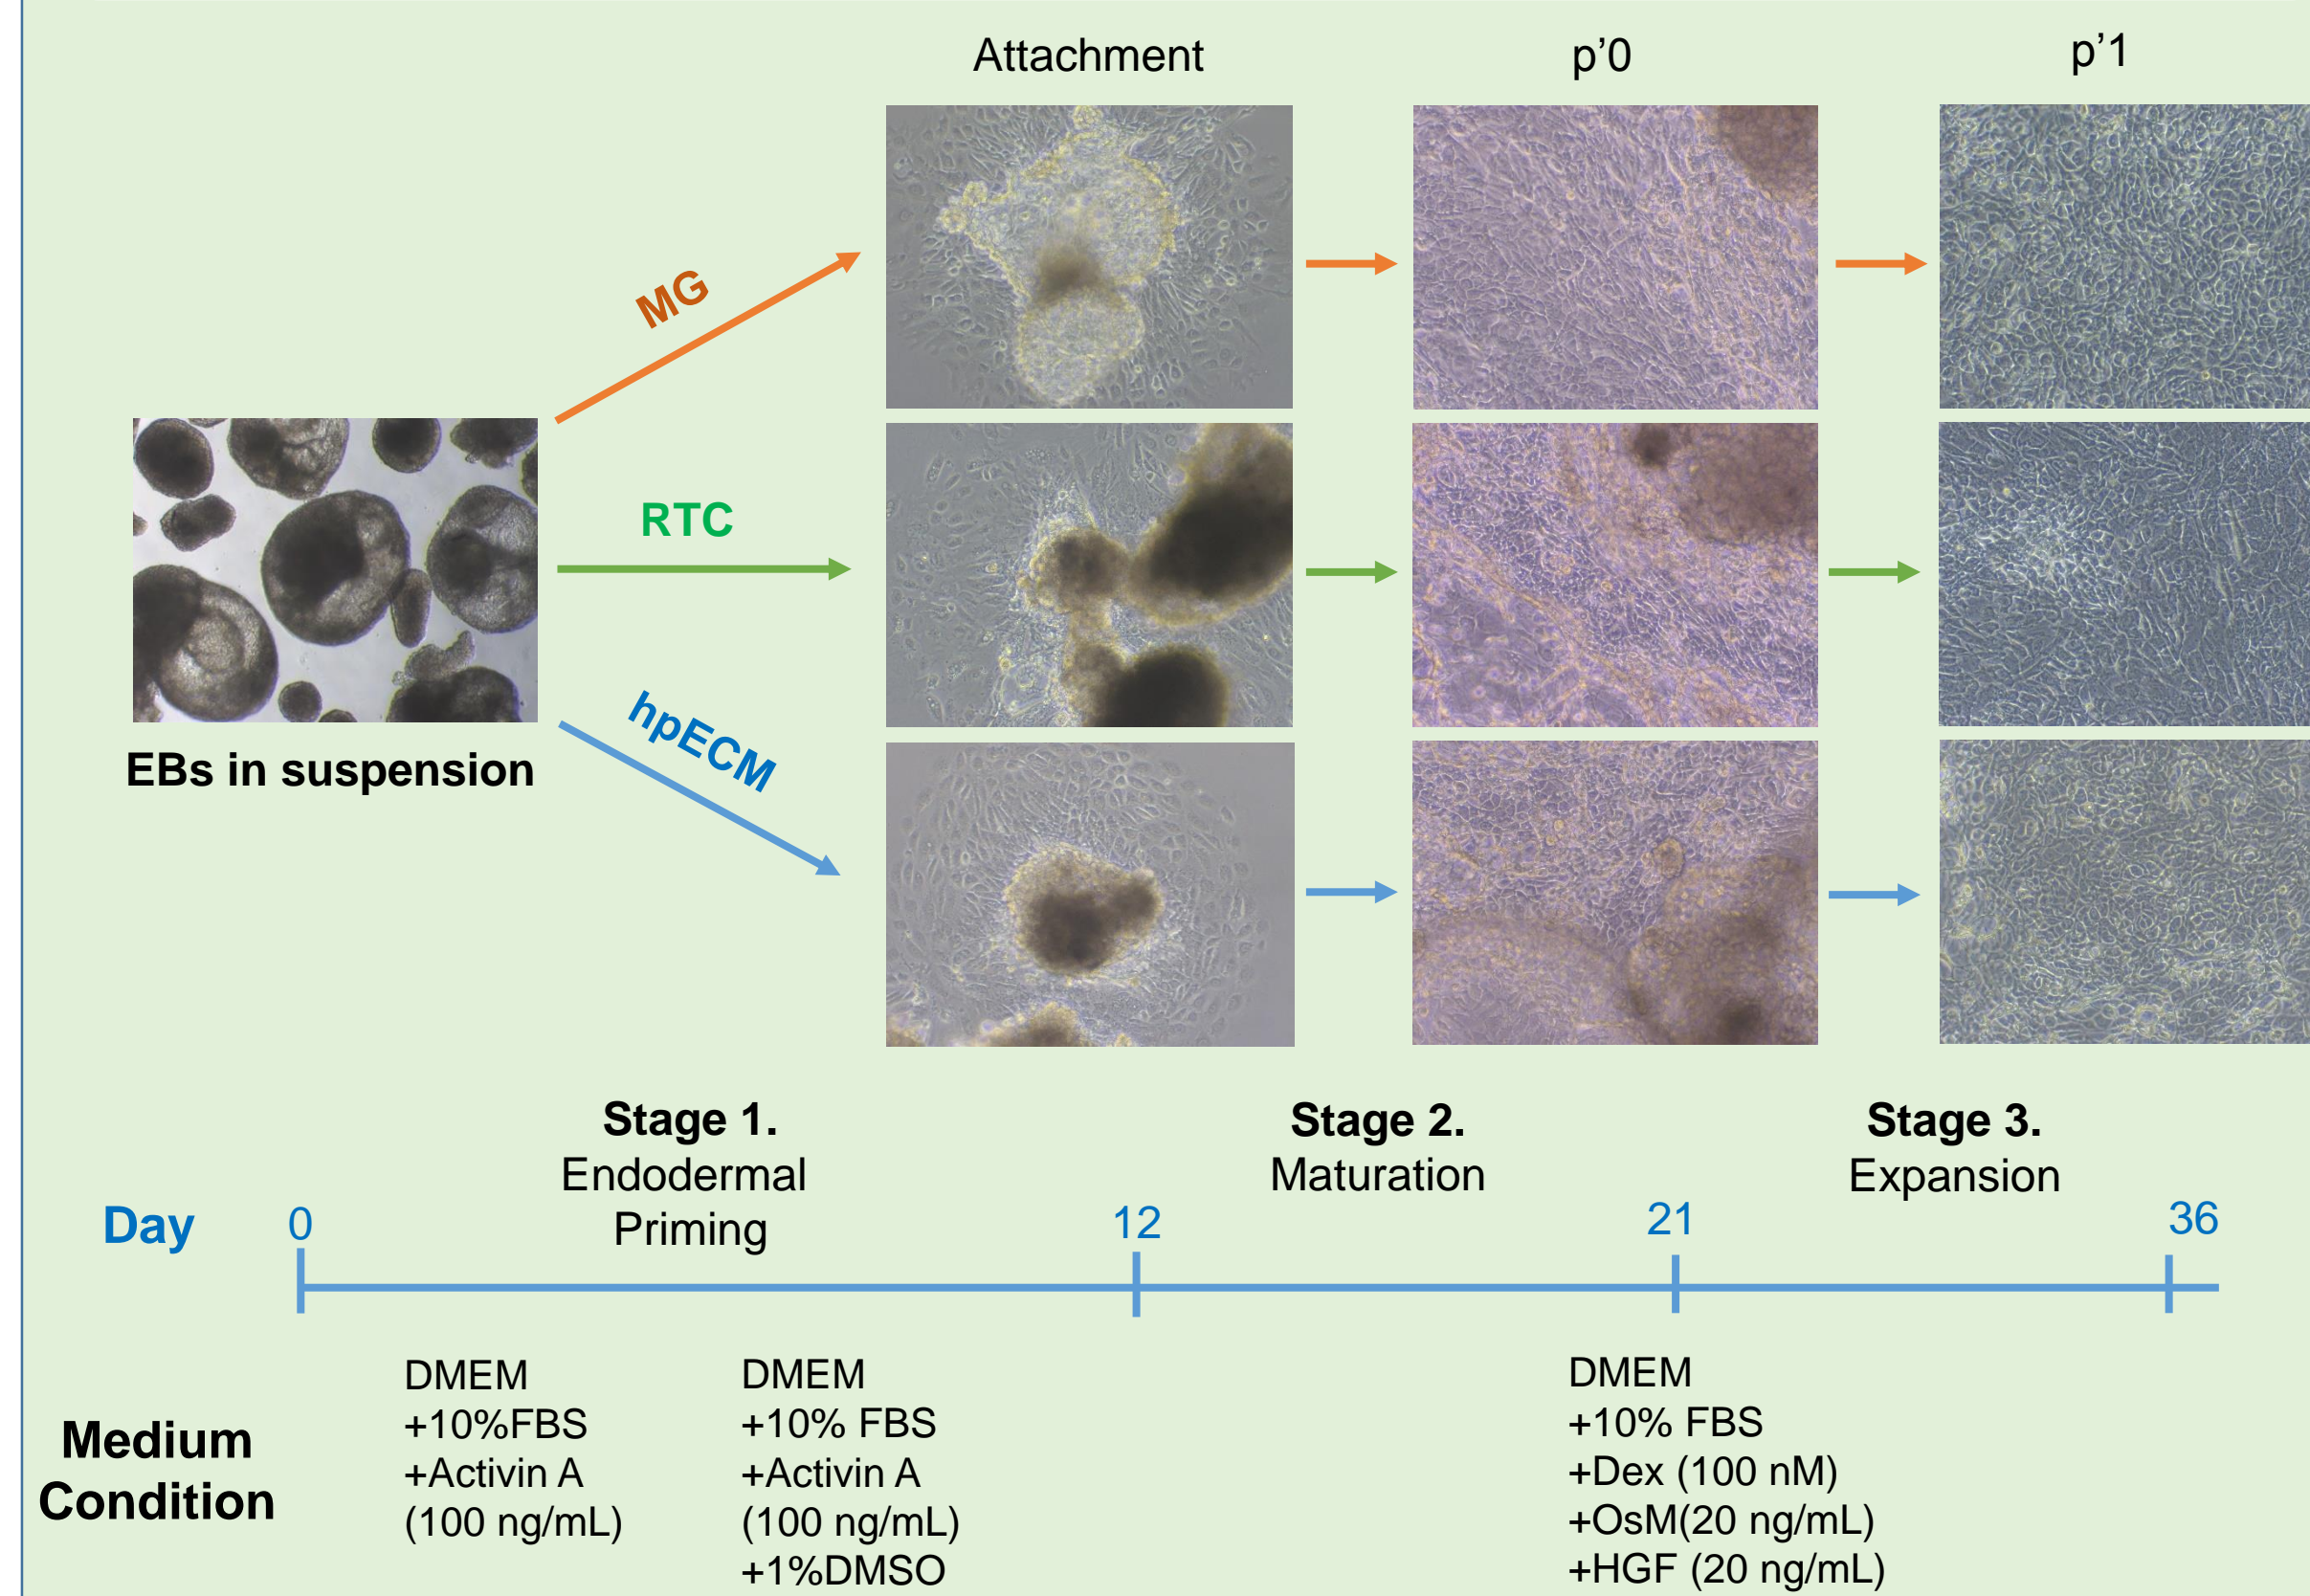 Attachment
p’0
p’1
MG
RTC
hpECM
EBs in suspension
Stage 1.
Endodermal
Priming
Stage 2.
Maturation
Stage 3.
Expansion
Day
0
12
21
36
Medium
Condition
DMEM
+10%FBS
+Activin A
(100 ng/mL)
DMEM
+10% FBS
+Activin A
(100 ng/mL)
+1%DMSO
DMEM
+10% FBS
+Dex (100 nM)
+OsM(20 ng/mL)
+HGF (20 ng/mL)